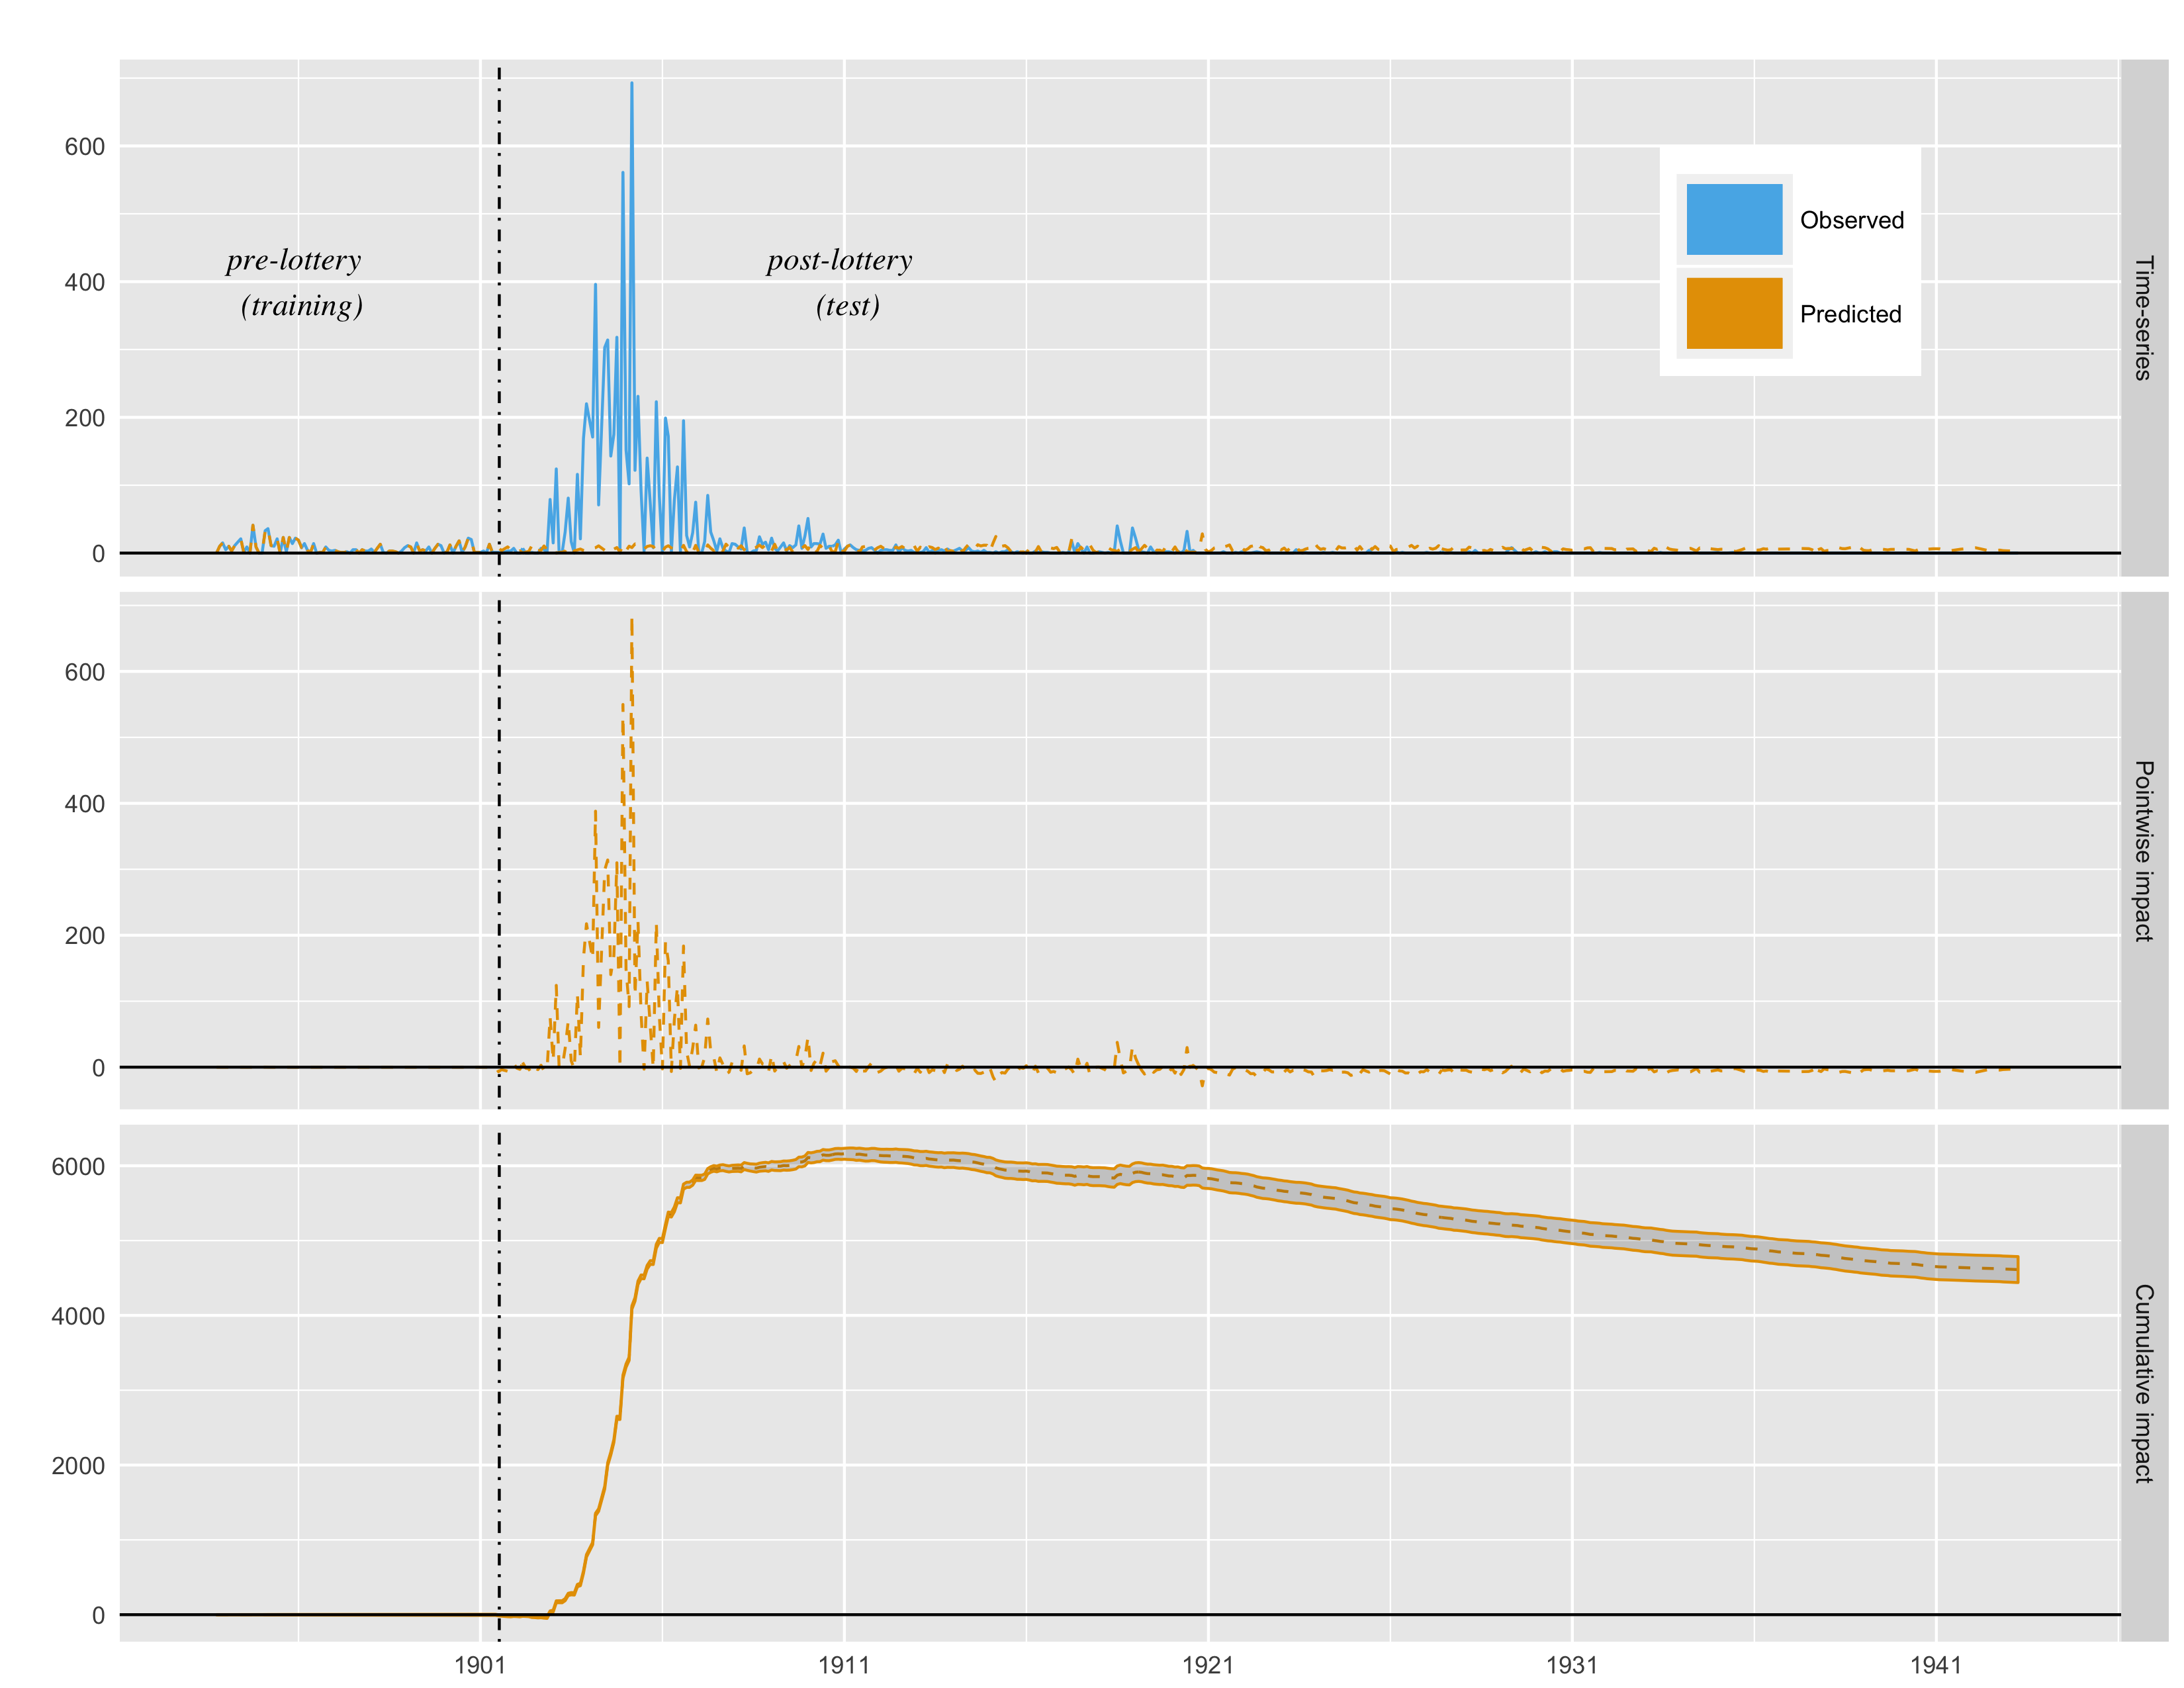 600
400
200
0
pre-lottery
(training)
post-lottery
(test)
Observed
Predicted
Time-series
600
400
200
0
Pointwise impact
6000
4000
2000
0
Cumulative impact
1901 1911 1921 1931 1941